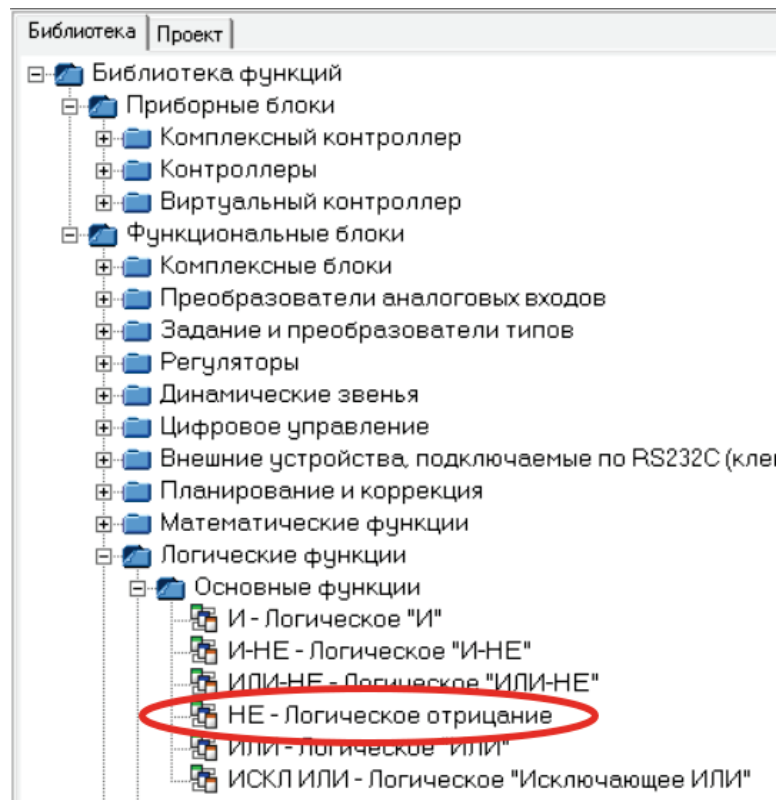 Библиотека Проект
Библиотека функций
Приборные блоки
Комплексный контроллер
Контроллеры
Виртуальный контроллер
Функциональные блоки
Комплексные блоки
Преобразователи аналоговых входов
Задание и преобразователи типов
Регуляторы
Динамические звенья
Цифровое управление
Внешние устройства, подключаемые по RS232C (кле
Планирование и коррекция
Математические функции
Логические функции
Основные функции
И - Логическое "И"
И-НЕ - Логическое "И-НЕ"
ИЛИ-НЕ - Логическое "ИЛИ-НЕ"
НЕ - Логическое отрицание
ИЛИ - Логическое "ИЛИ"
ИСКЛ ИЛИ - Логическое "Исключающее ИЛИ"